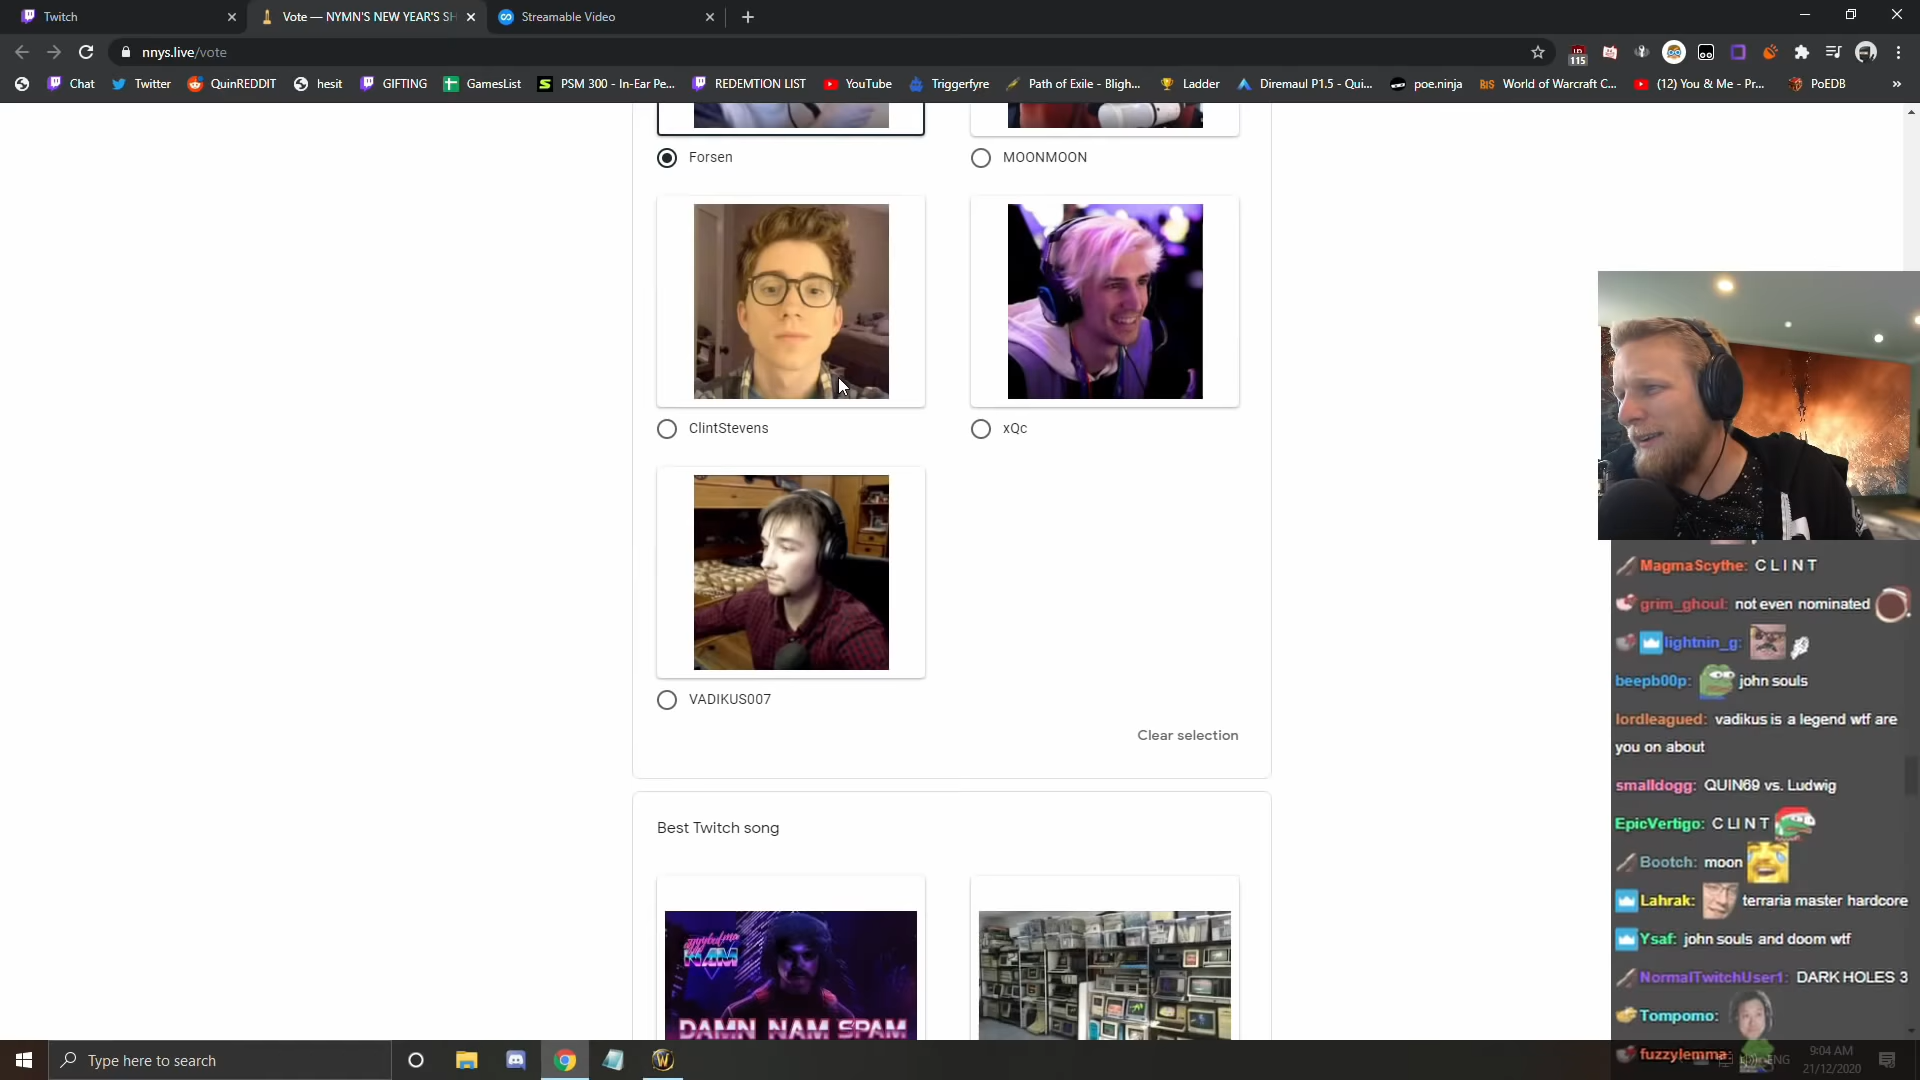 Twitch
Vote — NYMN'S NEW YEAR'S SH
Streamable Video
nnys.live/vote
115
Chat
Twitter
QuinREDDIT
hesit
GIFTING
GamesList
PSM 300 - In-Ear Pe...
REDEMTION LIST
YouTube
Triggerfyre
Path of Exile - Bligh...
Ladder
Diremaul P1.5 - Qui...
poe.ninja
BIS
World of Warcraft C...
(12) You & Me - Pr...
PoEDB
Forsen
MOONMOON
ClintStevens
xQc
VADIKUS007
Clear selection
Best Twitch song
NAM
DAMN NAM SPAM
MagmaScythe: C L I N T
grim_ghoul: not even nominated
lightnin_g:
beepb00p: john souls
lordleagued: vadikus is a legend wtf are
you on about
smalldogg: QUIN69 vs. Ludwig
EpicVertigo: C L I N T
Bootch: moon
Lahrak: terraria master hardcore
Ysaf: john souls and doom wtf
NormalTwitchUser1: DARK HOLES 3
Tompomo:
fuzzylemma:
Type here to search
ENG
9:04 AM
21/12/2020